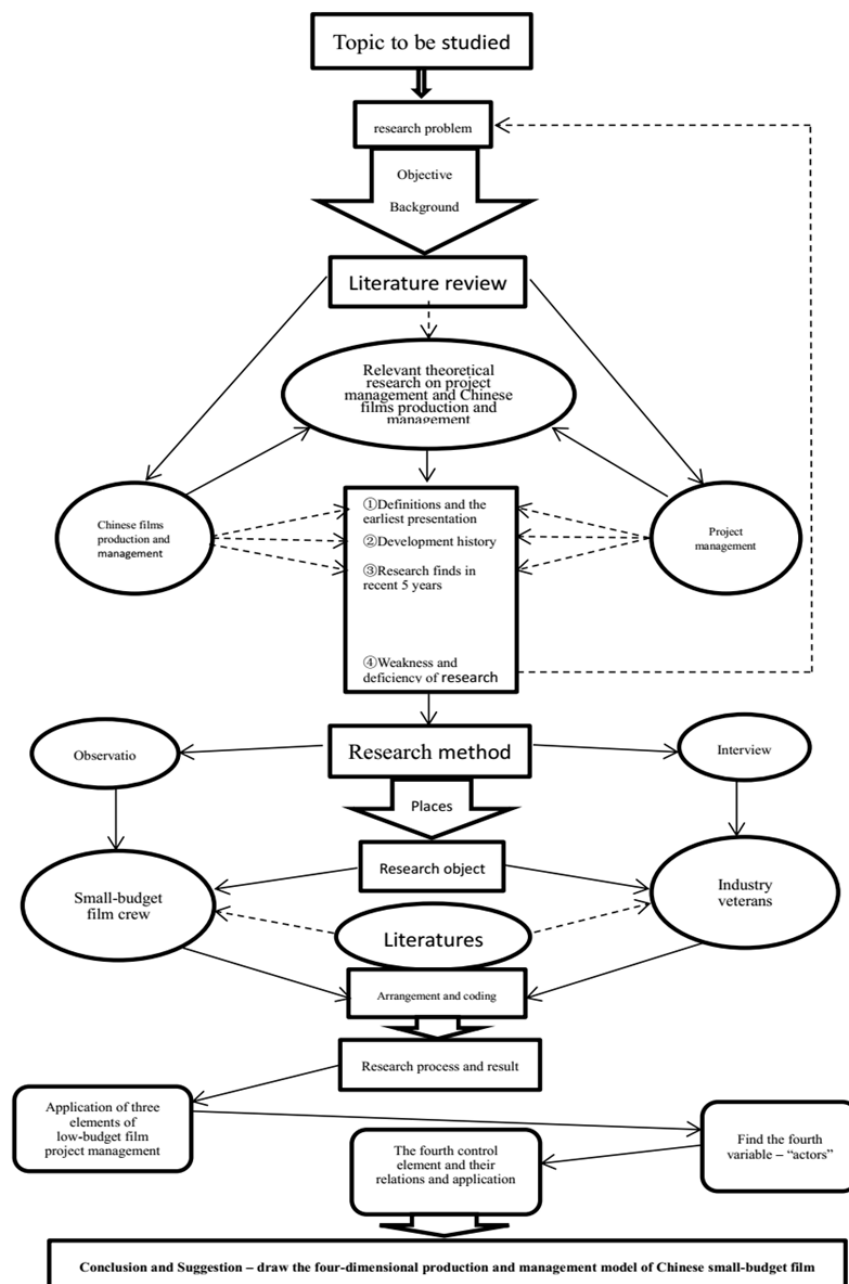 Topic to be studied
research problem
Objective
Background
Literature review
Relevant theoretical
research on project
management and Chinese
films production and
management
Chinese films
production and
management
①Definitions and the
earliest presentation
②Development history
③Research finds in
recent 5 years
④Weakness and
deficiency of research
Project
management
Observatio
Research method
Interview
Places
Research object
Small-budget
film crew
Industry
veterans
Literatures
Arrangement and coding
Research process and result
Application of three
elements of
low-budget film
project management
The fourth control
element and their
relations and application
Find the fourth
variable – “actors”
Conclusion and Suggestion – draw the four-dimensional production and management model of Chinese small-budget film